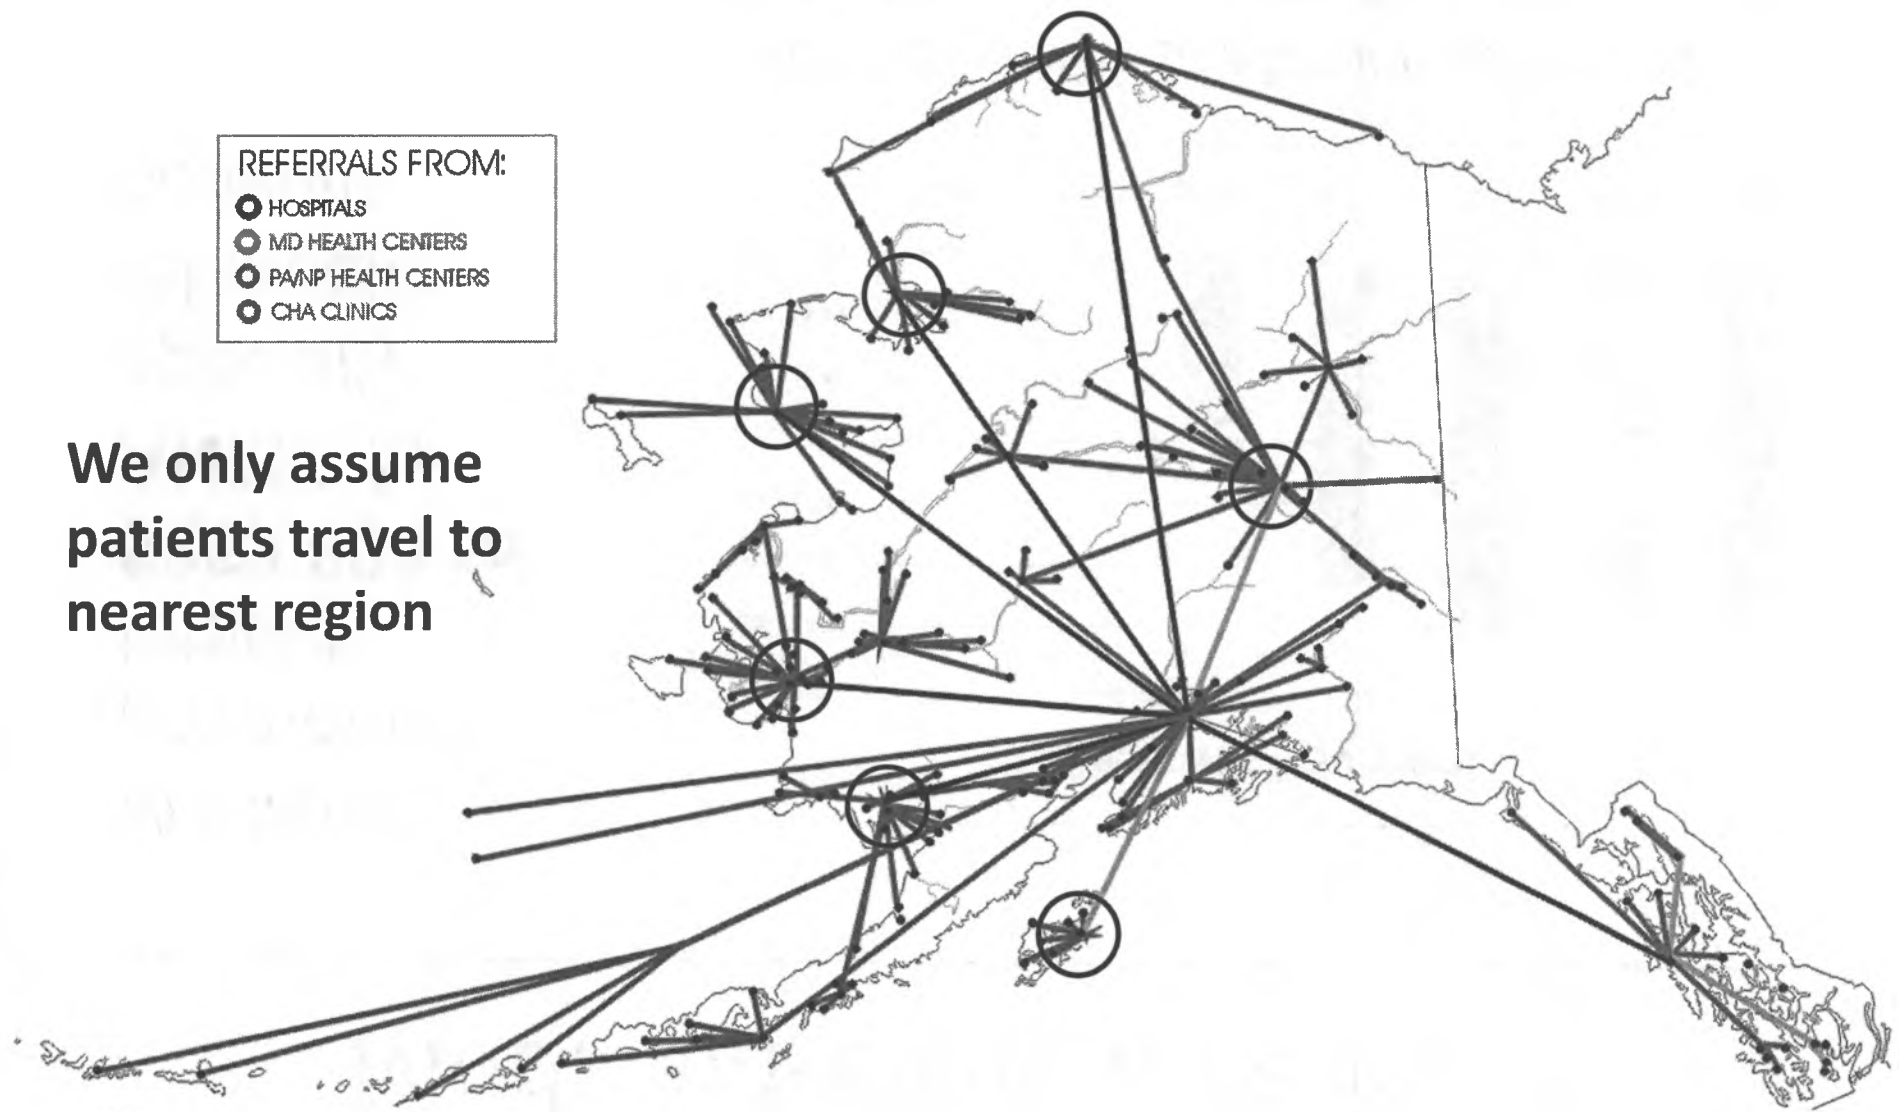 REFERRALS FROM:
HOSPITALS
MD HEALTH CENTERS
PA/NP HEALTH CENTERS
CHA CLINICS
We only assume
patients travel to
nearest region